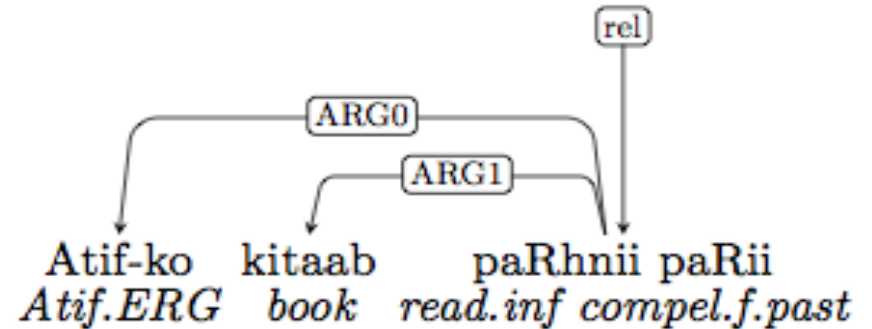 rel
ARG0
ARG1
Atif-ko kitaab paRhnii paRii
Atif.ERG book read.inf compel.f.past